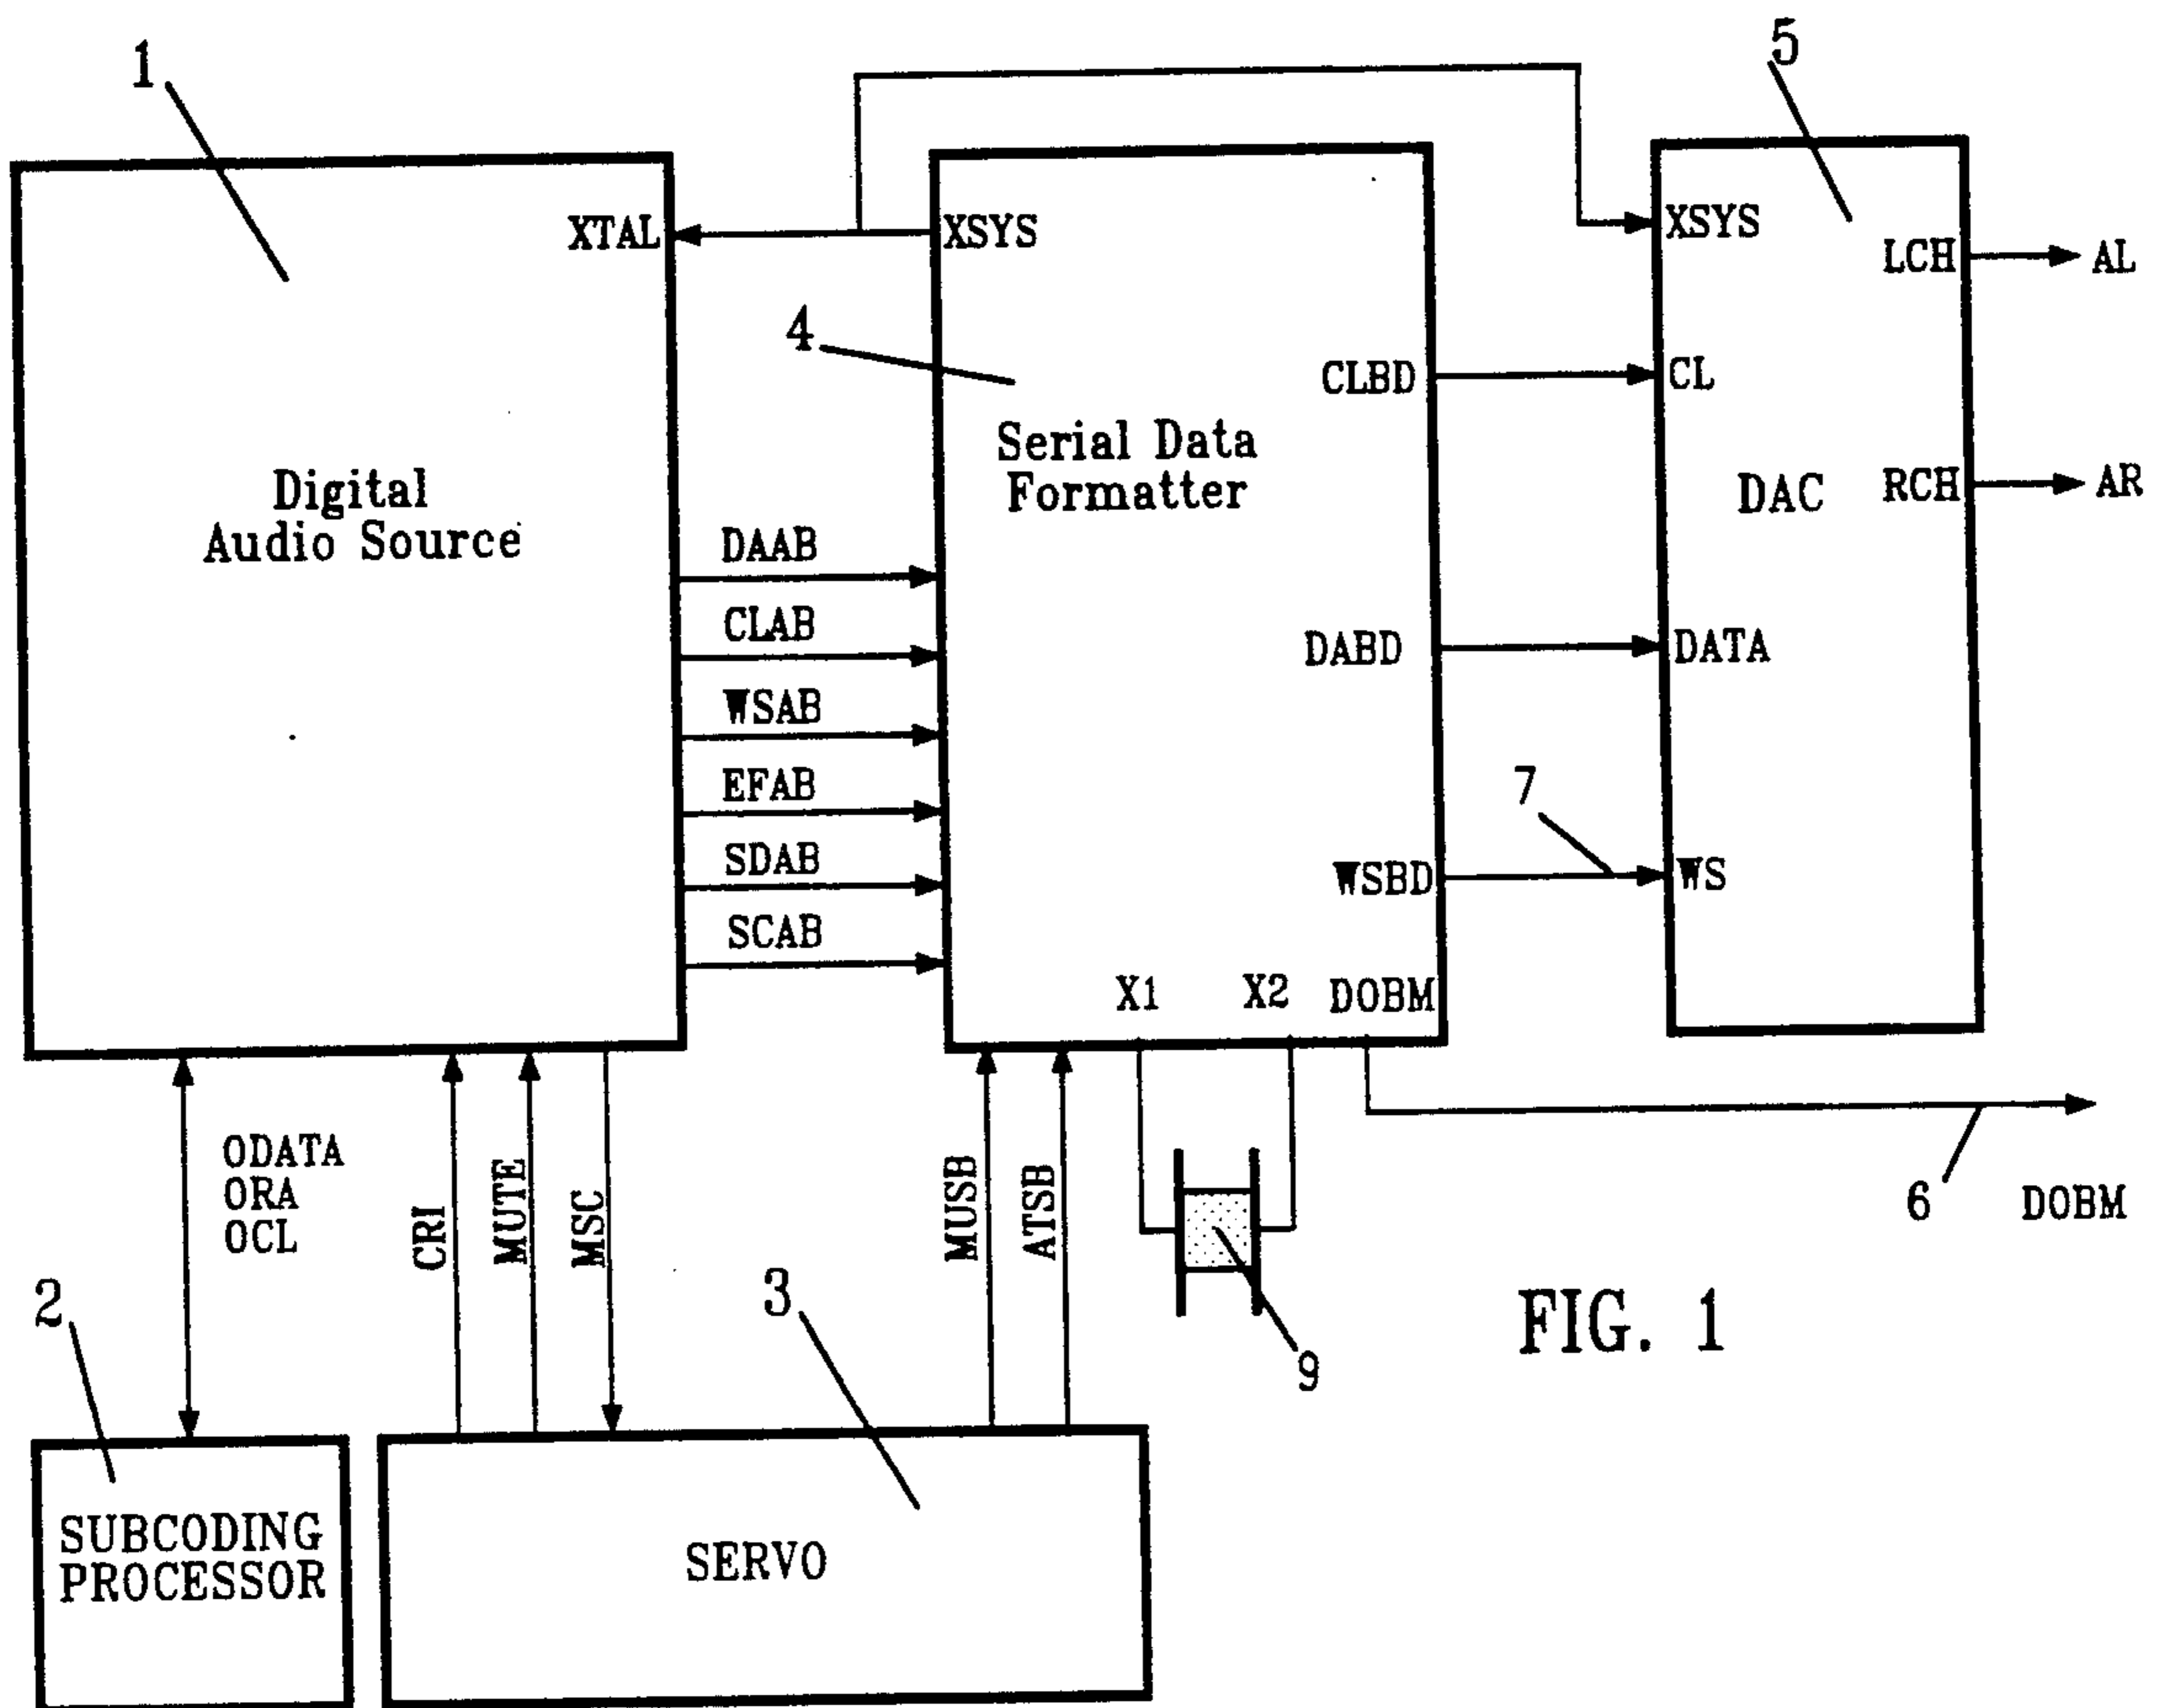 1
5
XTAL
XSYS
XSYS
LCH
AL
4
CLBD
CL
Serial Data
Formatter
Digital
Audio Source
DAC
RCH
AR
DAAB
CLAB
DABD
DATA
WSAB
7
EFAB
SDAB
WSBD
WS
SCAB
X1
X2
DOBM
ODATA
ORA
OCL
CRI
MUTE
MSC
MUSB
ATSB
6
DOBM
2
3
9
FIG. 1
SUBCODING
PROCESSOR
SERVO